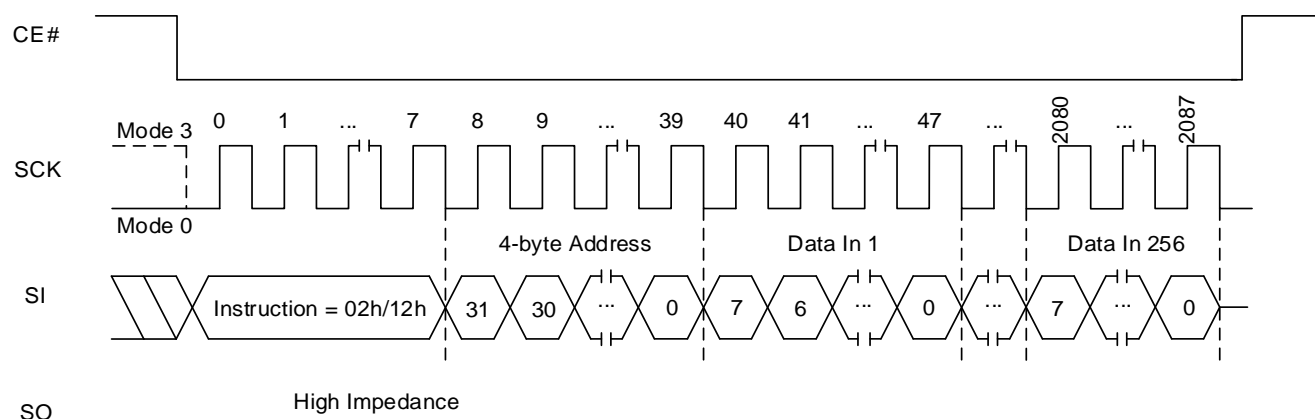 CE#
0 1 ... 7 8 9 ... 39 40 41 ... 47 ... 2080 ... 2087
Mode 3
SCK
Mode 0
4-byte Address Data In 1 Data In 256
SI
Instruction = 02h/12h 31 30 ... 0 7 6 ... 0 ... 7 ... 0
High Impedance
SO